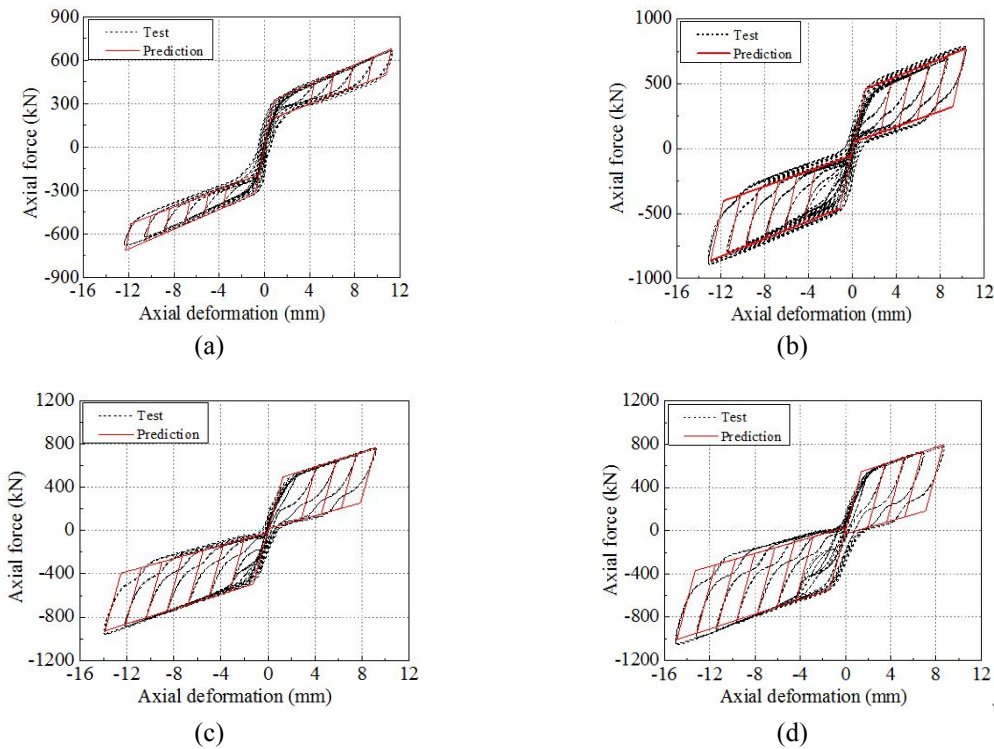 900
600
300
0
-300
-600
-900
Axial force (kN)
Test
Prediction
-16 -12 -8 -4 0 4 8 12
Axial deformation (mm)
(a)
1000
500
0
-500
-1000
Axial force (kN)
Test
Prediction
-16 -12 -8 -4 0 4 8 12
Axial deformation (mm)
(b)
1200
800
400
0
-400
-800
-1200
Axial force (kN)
Test
Prediction
-16 -12 -8 -4 0 4 8 12
Axial deformation (mm)
(c)
1200
800
400
0
-400
-800
-1200
Axial force (kN)
Test
Prediction
-16 -12 -8 -4 0 4 8 12
Axial deformation (mm)
(d)